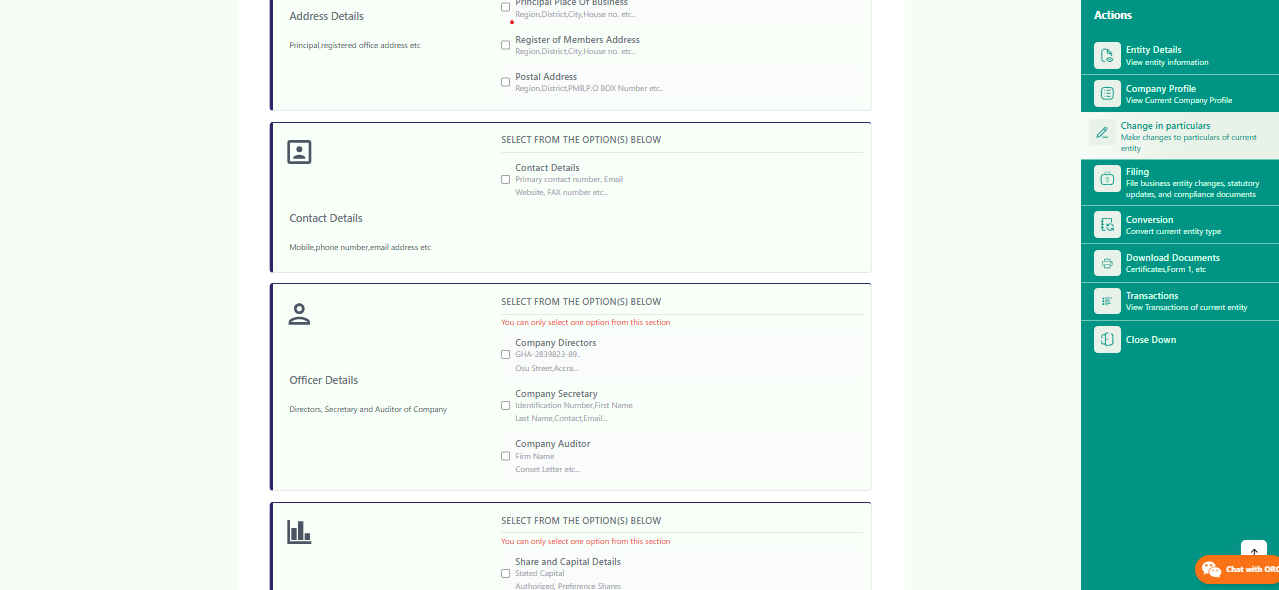 Principal Place Of Business
Region,District,City,House no. etc..
Address Details
Principal,registered office address etc
Register of Members Address
Region,District,City,House no. etc..
Postal Address
Region,District,PMB,P.O BOX Number etc..
SELECT FROM THE OPTION(S) BELOW
Contact Details
Primary contact number, Email
Website, FAX number etc...
Contact Details
Mobile,phone number,email address etc
SELECT FROM THE OPTION(S) BELOW
You can only select one option from this section
Company Directors
GHA-2839823-89..
Osu Street,Accra...
Officer Details
Directors, Secretary and Auditor of Company
Company Secretary
Identification Number,First Name
Last Name,Contact,Email...
Company Auditor
Firm Name
Conset Letter etc...
SELECT FROM THE OPTION(S) BELOW
You can only select one option from this section
Share and Capital Details
Stated Capital
Authorized, Preference Shares
Actions
Entity Details
View entity information
Company Profile
View Current Company Profile
Change in particulars
Make changes to particulars of current
entity
Filing
File business entity changes, statutory
updates, and compliance documents
Conversion
Convert current entity type
Download Documents
Certificates,Form 1, etc
Transactions
View Transactions of current entity
Close Down
Chat with ORC